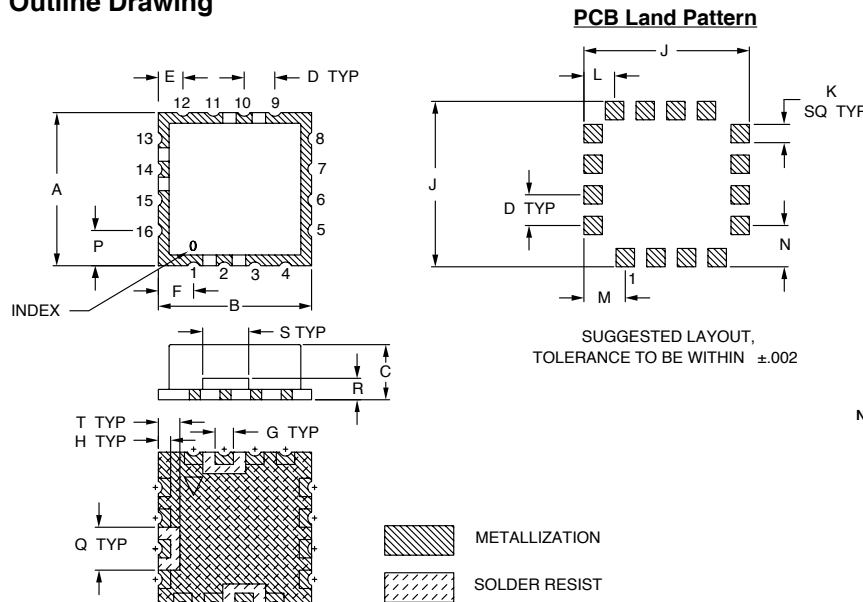 Outline Drawing
PCB Land Pattern
E
D TYP
12 11 10 9
13
14
15
16
8
7
6
5
A
P
0
1 2 3 4
F
B
INDEX
S TYP
C
R
T TYP
H TYP
G TYP
Q TYP
J
L
K
SQ TYP
J
D TYP
N
M
1
SUGGESTED LAYOUT,
TOLERANCE TO BE WITHIN ±.002
N
METALLIZATION
SOLDER RESIST